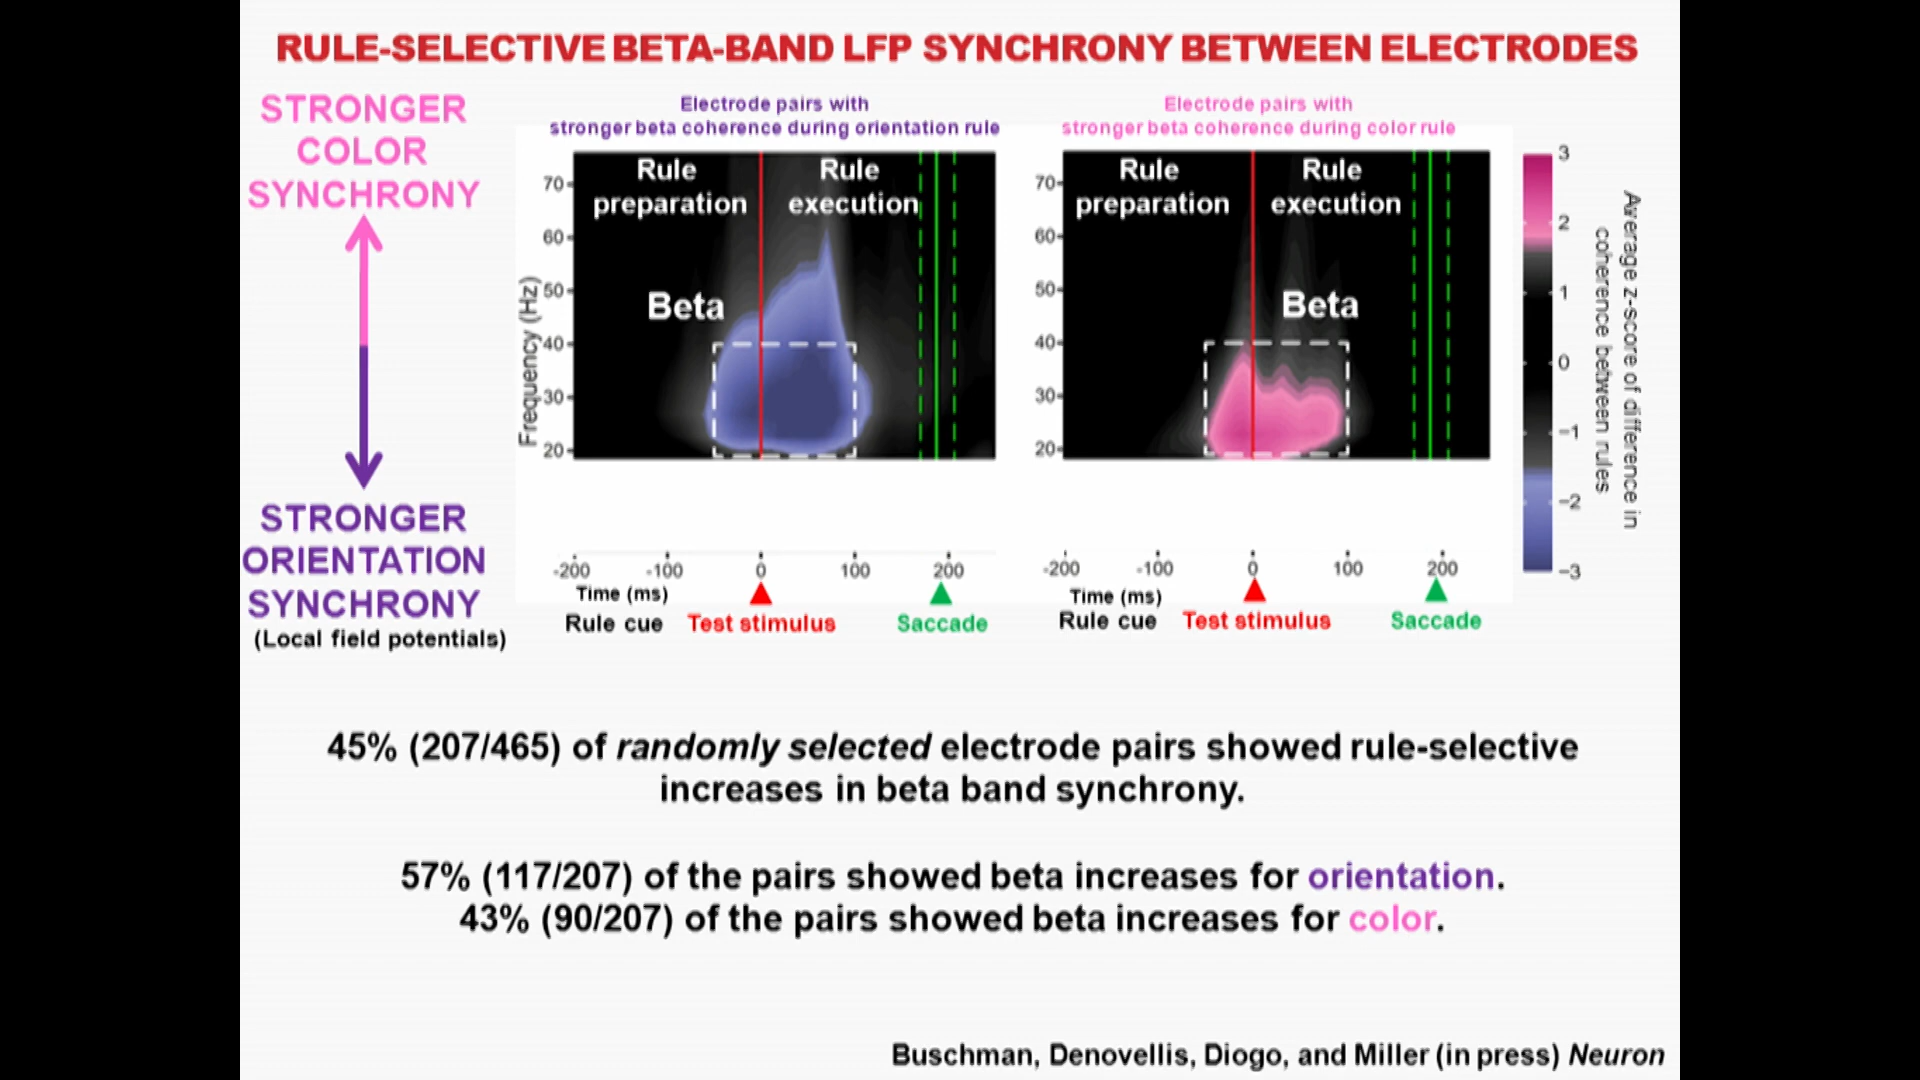 RULE-SELECTIVE BETA-BAND LFP SYNCHRONY BETWEEN ELECTRODES
STRONGER
COLOR
SYNCHRONY
STRONGER
ORIENTATION
SYNCHRONY
(Local field potentials)
Electrode pairs with
stronger beta coherence during orientation rule
Rule
preparation
Rule
execution
Beta
Frequency (Hz)
70
60
50
40
30
20
-200
-100
0
100
200
Time (ms)
Rule cue
Test stimulus
Saccade
Electrode pairs with
stronger beta coherence during color rule
Rule
preparation
Rule
execution
Beta
70
60
50
40
30
20
-200
-100
0
100
200
Time (ms)
Rule cue
Test stimulus
Saccade
3
2
1
0
−1
−2
−3
Average z-score of difference in
coherence between rules
45% (207/465) of randomly selected electrode pairs showed rule-selective
increases in beta band synchrony.
57% (117/207) of the pairs showed beta increases for orientation.
43% (90/207) of the pairs showed beta increases for color.
Buschman, Denovellis, Diogo, and Miller (in press) Neuron